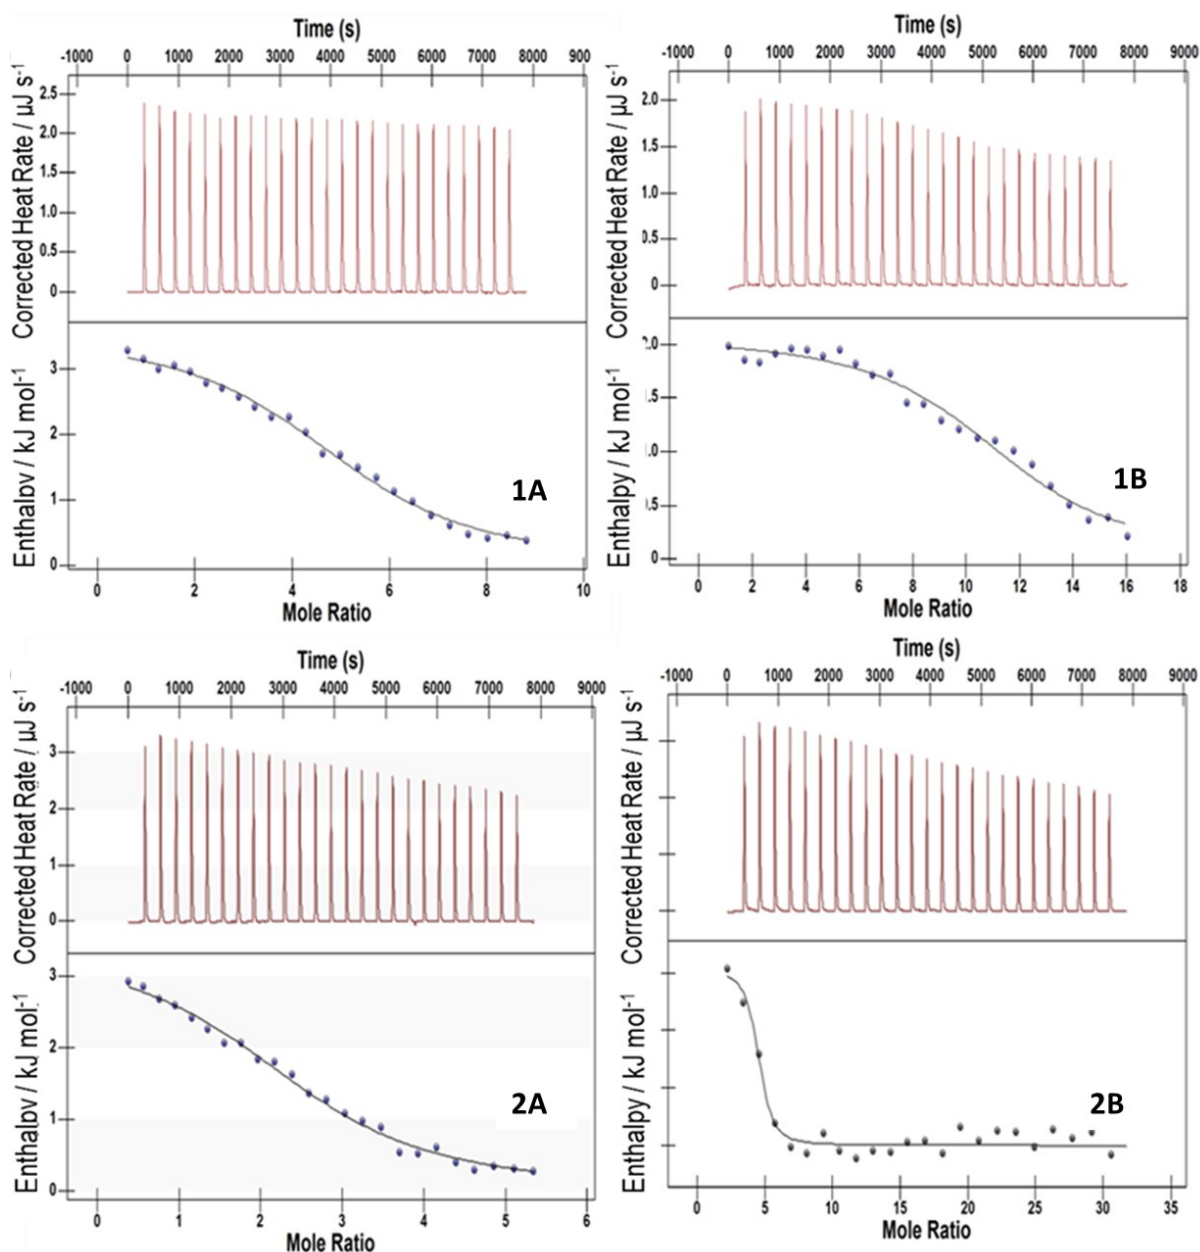 Time (s)
-1000 0 1000 2000 3000 4000 5000 6000 7000 8000 900
Corrected Heat Rate / µJ s⁻¹
2.5
2.0
1.5
1.0
0.5
0
Enthalpy / kJ mol⁻¹
3
2
1
0
1A
0 2 4 6 8 10
Mole Ratio
Time (s)
-1000 0 1000 2000 3000 4000 5000 6000 7000 8000 9000
Corrected Heat Rate / µJ s⁻¹
2.0
1.5
1.0
0.5
0
Enthalpy / kJ mol⁻¹
2.0
.5
.0
.5
0
1B
0 2 4 6 8 10 12 14 16 18
Mole Ratio
Time (s)
-1000 0 1000 2000 3000 4000 5000 6000 7000 8000 9000
Corrected Heat Rate / µJ s⁻¹
3
2
1
0
Enthalpy / kJ mol⁻¹
3
2
1
0
2A
0 1 2 3 4 5 6
Mole Ratio
Time (s)
-1000 0 1000 2000 3000 4000 5000 6000 7000 8000 9000
Corrected Heat Rate / µJ s⁻¹
Enthalpy / kJ mol⁻¹
2B
0 5 10 15 20 25 30 35
Mole Ratio